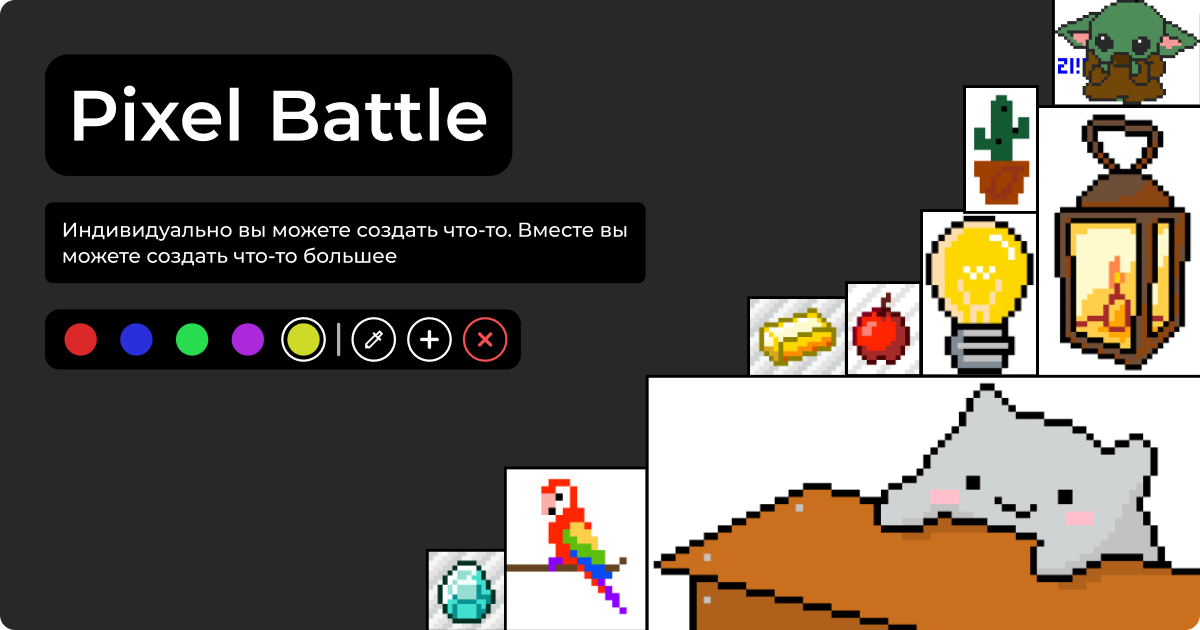 Pixel Battle
Индивидуально вы можете создать что-то. Вместе вы
можете создать что-то большее